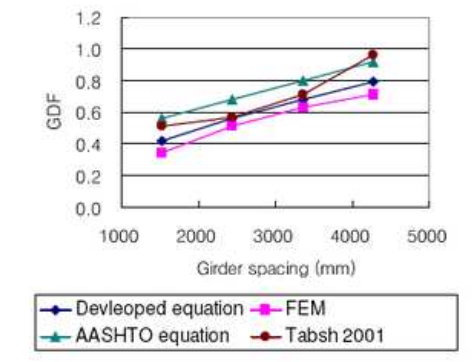 1.2
1.0
0.8
0.6
0.4
0.2
0.0
GDF
1000 2000 3000 4000 5000
Girder spacing (mm)
Devleoped equation FEM
AASHTO equation Tabsh 2001